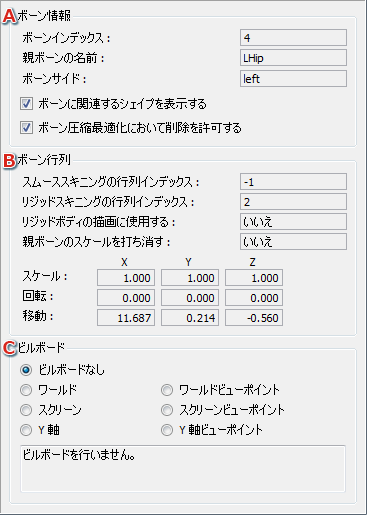 A ボーン情報
ボーンインデックス： 4
親ボーンの名前： LHip
ボーンサイド： left
ボーンに関連するシェイプを表示する
ボーン圧縮最適化において削除を許可する
B ボーン行列
スムーススキニングの行列インデックス： -1
リジッドスキニングの行列インデックス： 2
リジッドボディの描画に使用する： いいえ
親ボーンのスケールを打ち消す： いいえ
X Y Z
スケール： 1.000 1.000 1.000
回転： 0.000 0.000 0.000
移動： 11.687 0.214 -0.560
C ビルボード
ビルボードなし
ワールド ワールドビューポイント
スクリーン スクリーンビューポイント
Y 軸 Y 軸ビューポイント
ビルボードを行いません。